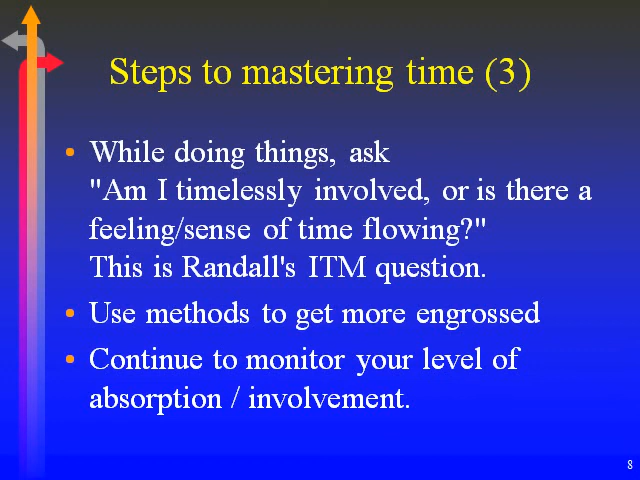 Steps to mastering time (3)
• While doing things, ask
"Am I timelessly involved, or is there a
feeling/sense of time flowing?"
This is Randall's ITM question.
• Use methods to get more engrossed
• Continue to monitor your level of
absorption / involvement.
8